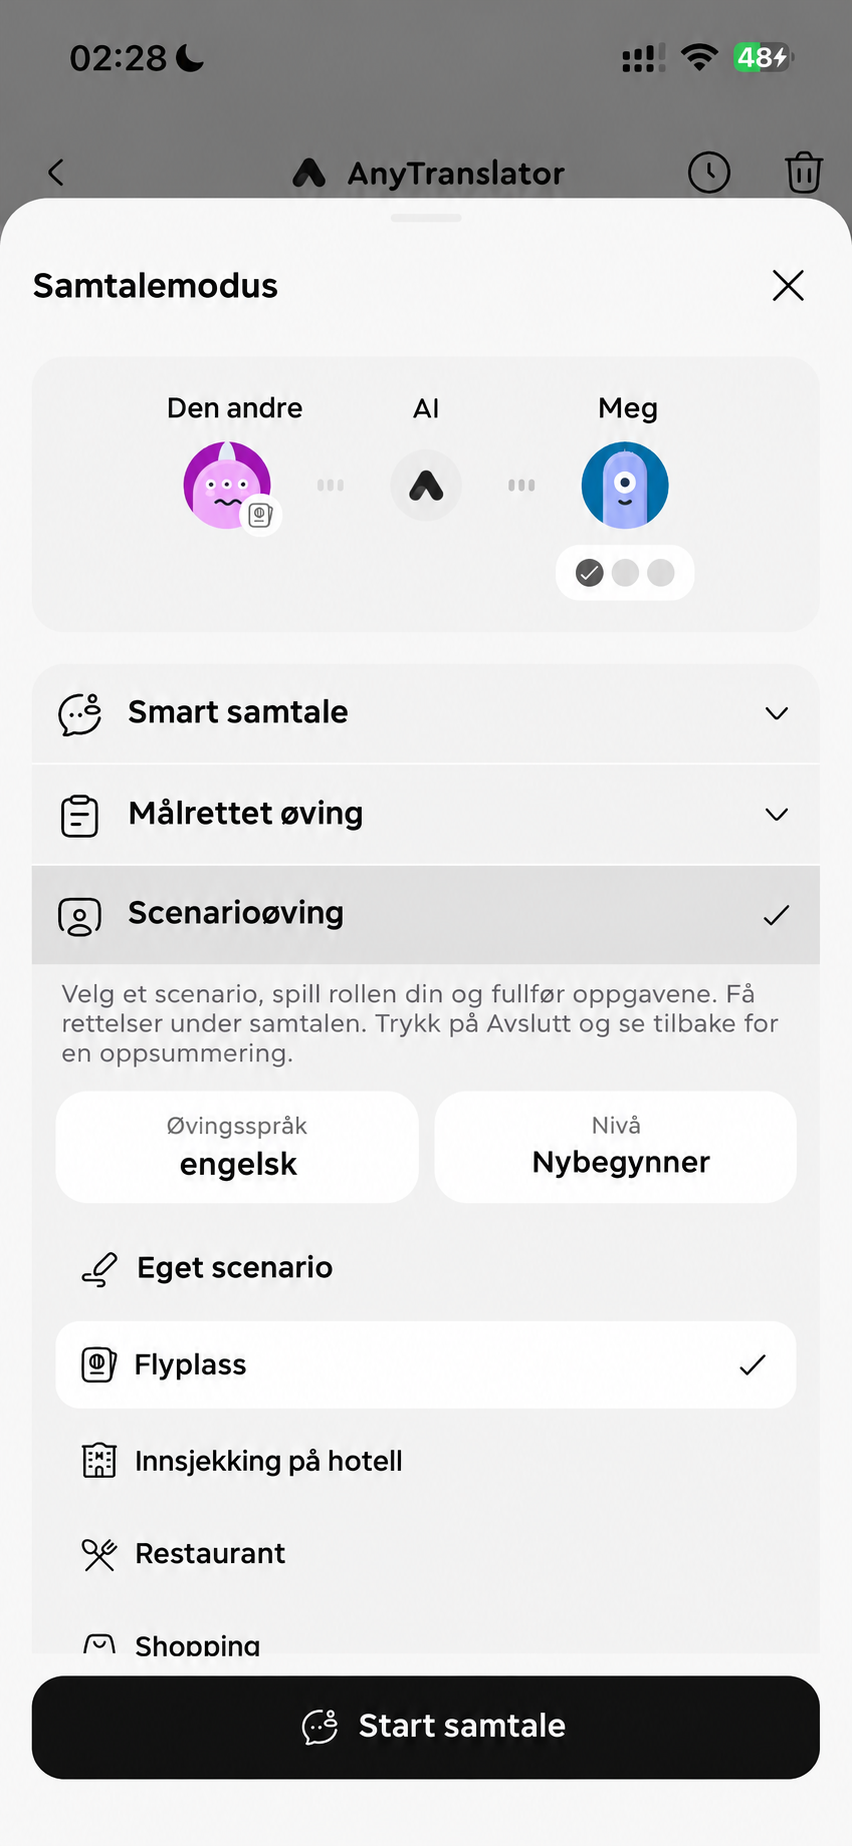 02:28
48
AnyTranslator
Samtalemodus
Den andre
AI
Meg
Smart samtale
Målrettet øving
Scenarioøving
Velg et scenario, spill rollen din og fullfør oppgavene. Få
rettelser under samtalen. Trykk på Avslutt og se tilbake for
en oppsummering.
Øvingsspråk
engelsk
Nivå
Nybegynner
Eget scenario
Flyplass
Innsjekking på hotell
Restaurant
Shopping
Start samtale